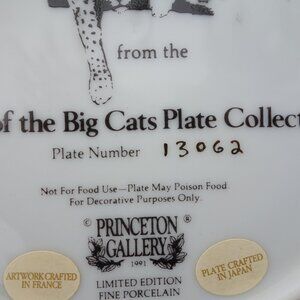 from the
of the Big Cats Plate Collect
Plate Number 13062
Not For Food Use—Plate May Poison Food
For Decorative Purposes Only.
©
®
PRINCETON
GALLERY
1991
ARTWORK CRAFTED
IN FRANCE
PLATE CRAFTED
IN JAPAN
LIMITED EDITION
FINE PORCELAIN